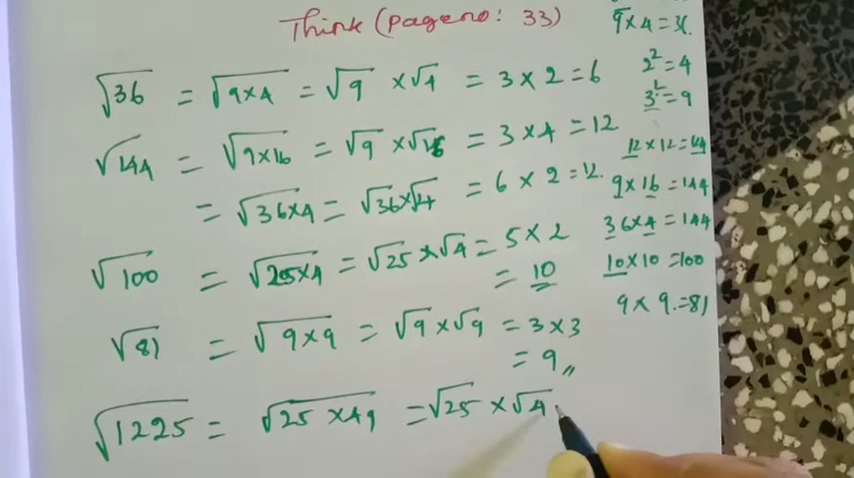 Think (page no: 33)
√36 = √9×4 = √9 × √4 = 3 × 2 = 6
√144 = √9×16 = √9 × √16 = 3 × 4 = 12
= √36×4 = √36×√4 = 6 × 2 = 12.
√100 = √25×4 = √25 × √4 = 5 × 2
= 10
√81 = √9×9 = √9 × √9 = 3 × 3
= 9,,
√1225 = √25 × 49 = √25 × √4
9×4=36.
2²=4
3²=9
12×12=144
9×16=144
36×4=144
10×10=100
9×9.=81